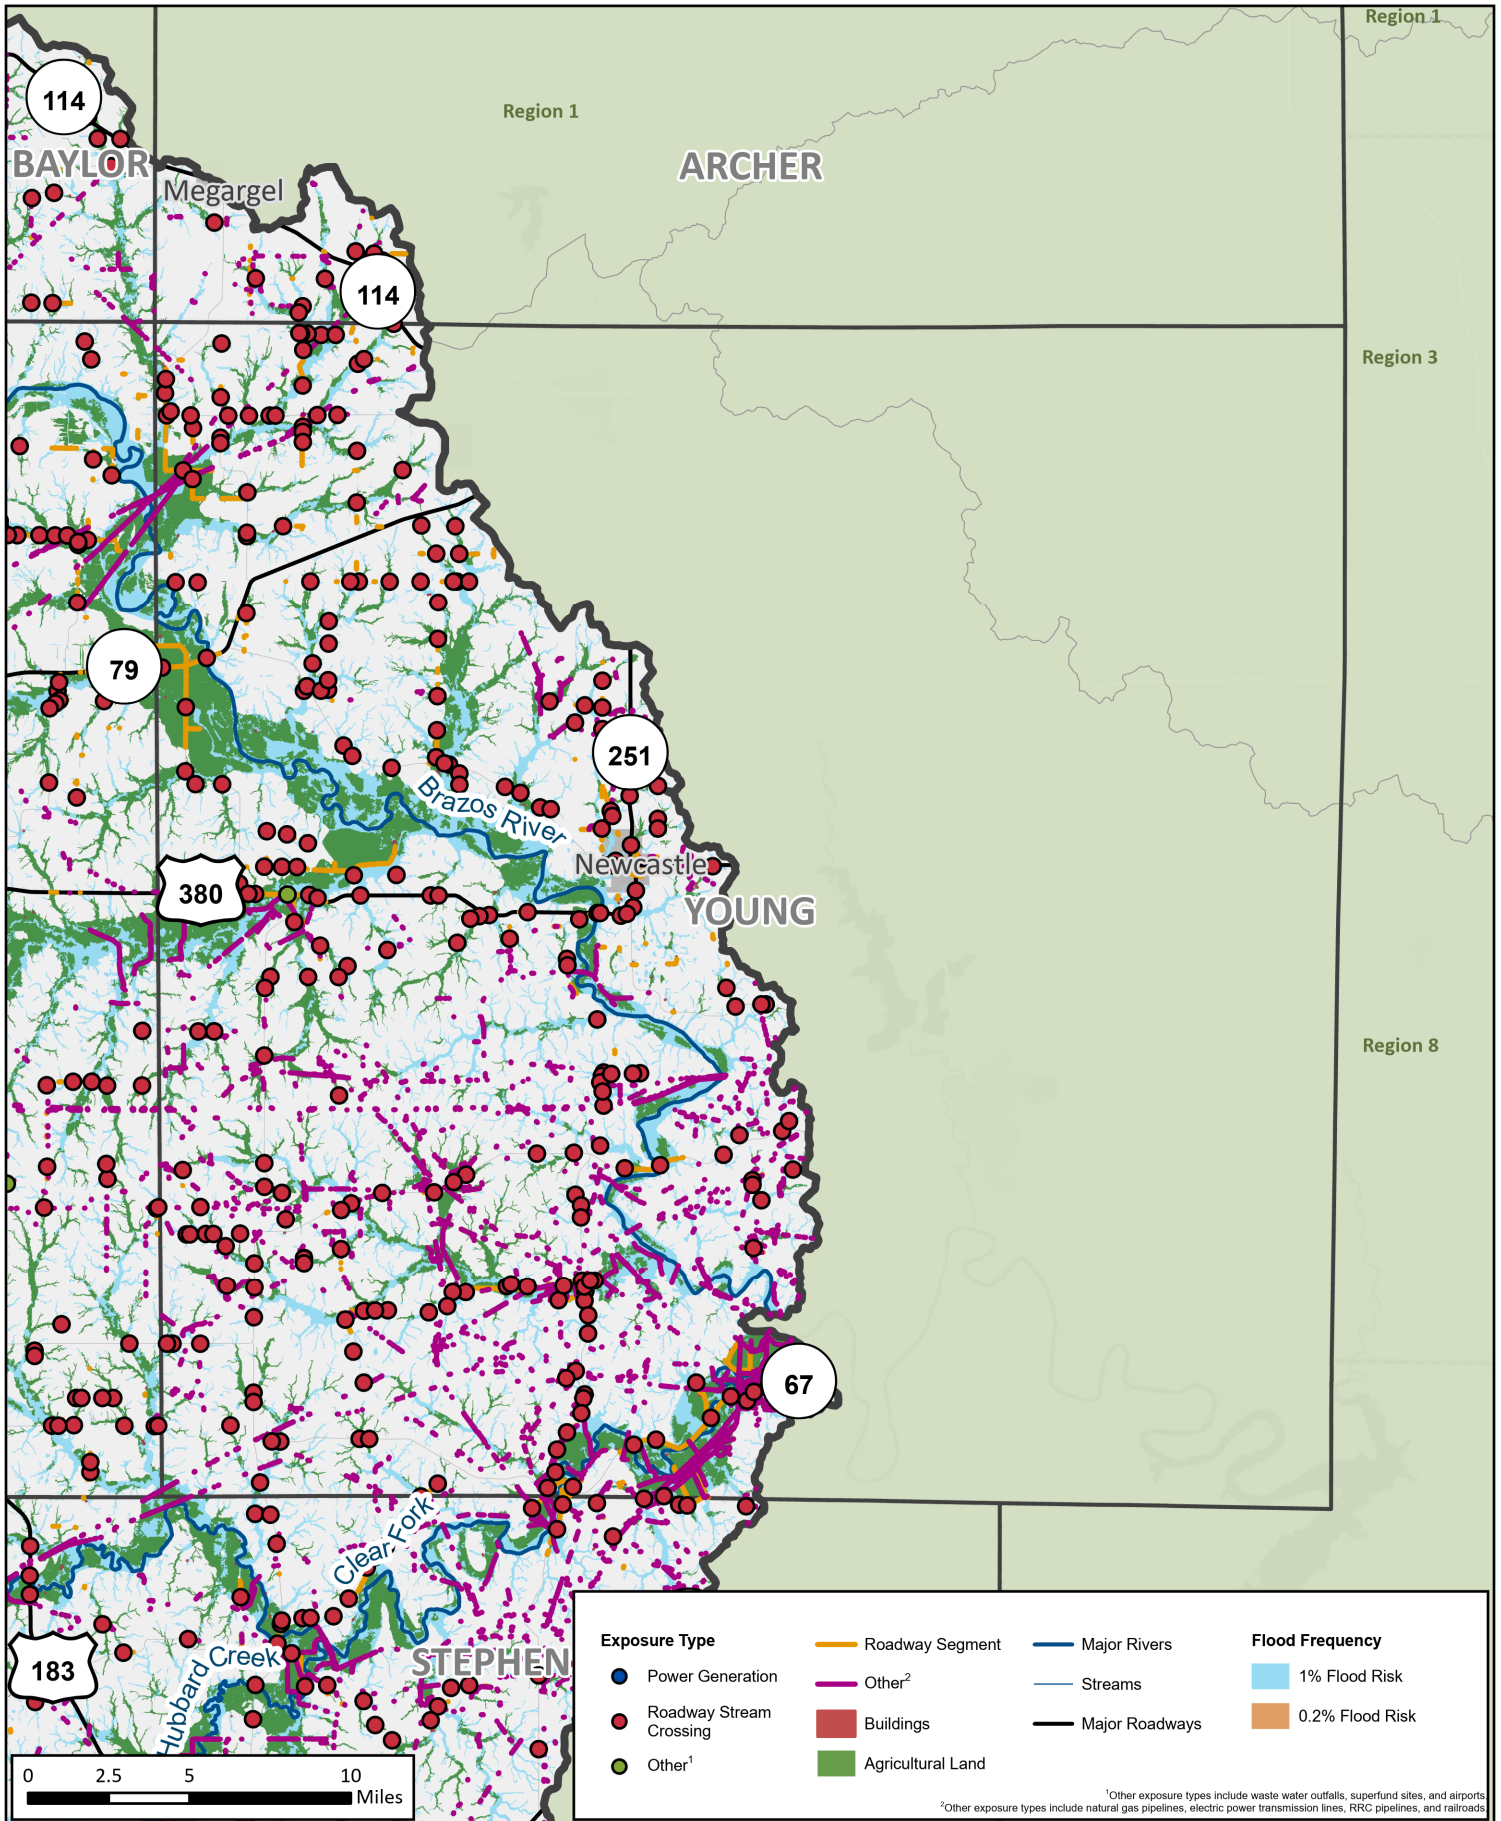 Region 1
114
Region 1
BAYLOR
ARCHER
Megargel
114
Region 3
79
251
Brazos River
Newcastle
380
YOUNG
Region 8
67
Clear Fork
183
Hubbard Creek
STEPHEN
Exposure Type
Power Generation
Roadway Stream
Crossing
Other1
Roadway Segment
Other2
Buildings
Agricultural Land
Major Rivers
Streams
Major Roadways
Flood Frequency
1% Flood Risk
0.2% Flood Risk
0 2.5 5 10
Miles
1Other exposure types include waste water outfalls, superfund sites, and airports.
2Other exposure types include natural gas pipelines, electric power transmission lines, RRC pipelines, and railroads.